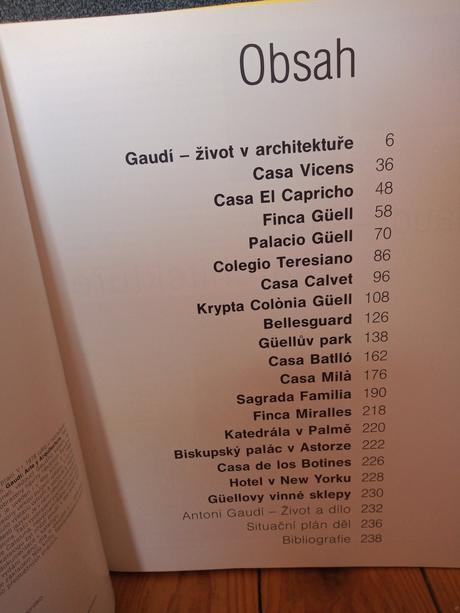 Obsah
Gaudí – život v architektuře 6
Casa Vicens 36
Casa El Capricho 48
Finca Güell 58
Palacio Güell 70
Colegio Teresiano 86
Casa Calvet 96
Krypta Colònia Güell 108
Bellesguard 126
Güellův park 138
Casa Batlló 162
Casa Milà 176
Sagrada Familia 190
Finca Miralles 218
Katedrála v Palmě 220
Biskupský palác v Astorze 222
Casa de los Botines 226
Hotel v New Yorku 228
Güellovy vinné sklepy 230
Antoni Gaudí – Život a dílo 232
Situační plán děl 236
Bibliografie 238